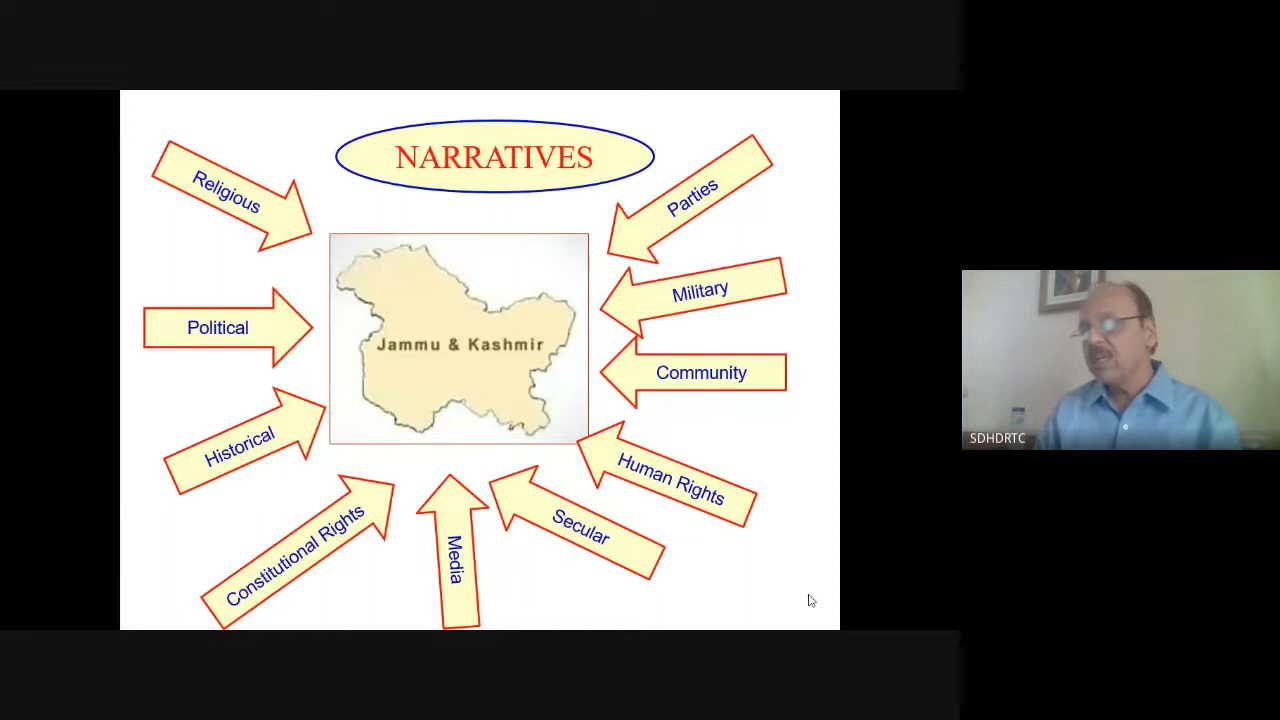 NARRATIVES
Religious
Parties
Military
Political
Jammu & Kashmir
Community
Historical
Human Rights
Secular
Constitutional Rights
Media
SDHDRTC